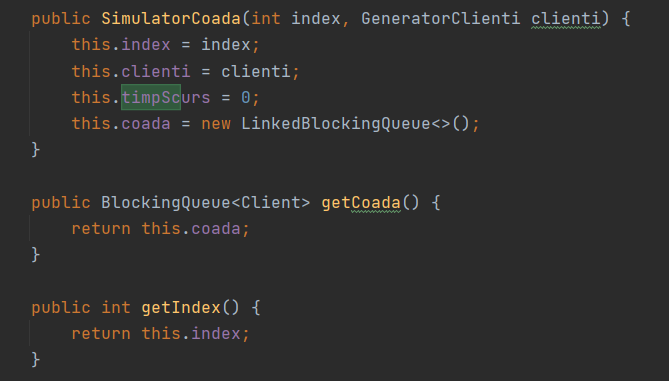 public SimulatorCoada(int index, GeneratorClienti clienti) {
    this.index = index;
    this.clienti = clienti;
    this.timpScurs = 0;
    this.coada = new LinkedBlockingQueue<>();
}

public BlockingQueue<Client> getCoada() {
    return this.coada;
}

public int getIndex() {
    return this.index;
}